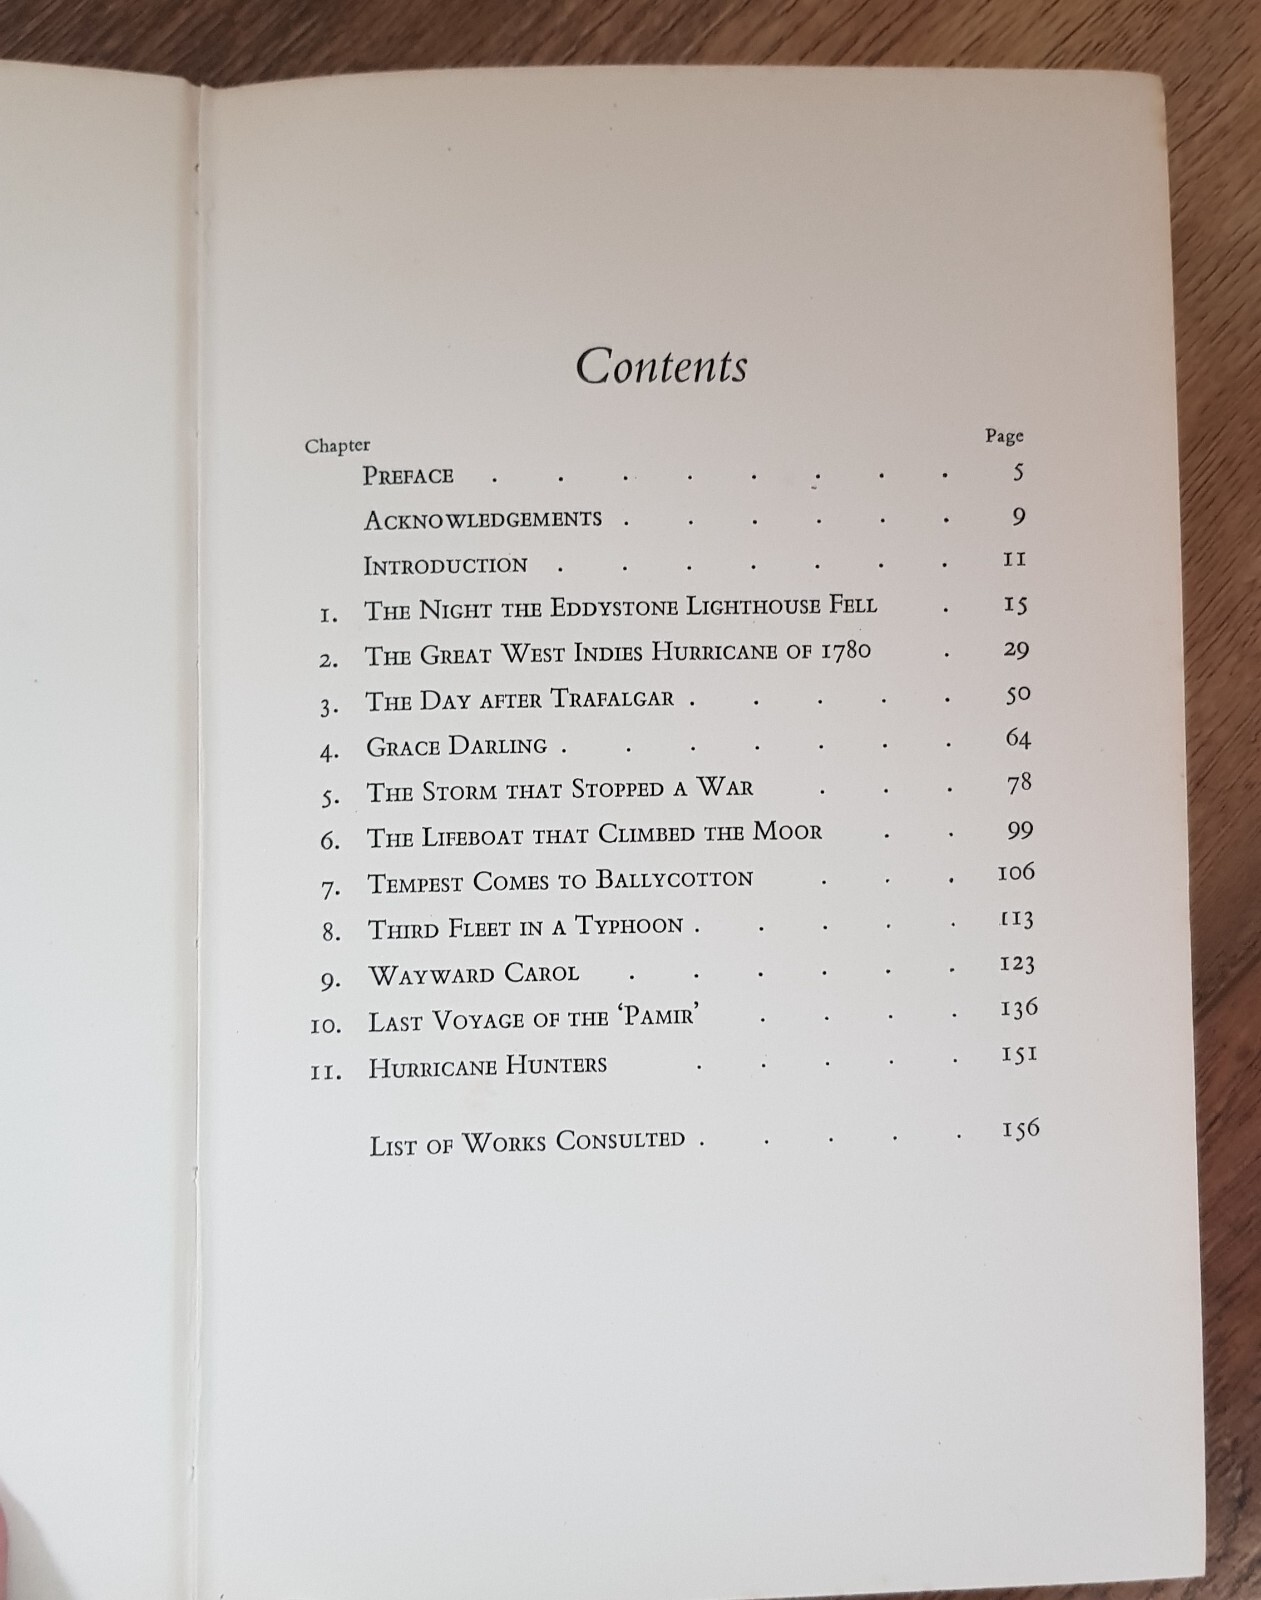 Contents
Chapter Page
Preface . . . . . . . . 5
Acknowledgements . . . . . . 9
Introduction . . . . . . . 11
1. The Night the Eddystone Lighthouse Fell . 15
2. The Great West Indies Hurricane of 1780 . 29
3. The Day after Trafalgar . . . . . 50
4. Grace Darling . . . . . . . 64
5. The Storm that Stopped a War . . . 78
6. The Lifeboat that Climbed the Moor . . 99
7. Tempest Comes to Ballycotton . . . 106
8. Third Fleet in a Typhoon . . . . . 113
9. Wayward Carol . . . . . . 123
10. Last Voyage of the ‘Pamir’ . . . . 136
11. Hurricane Hunters . . . . . 151
List of Works Consulted . . . . . 156